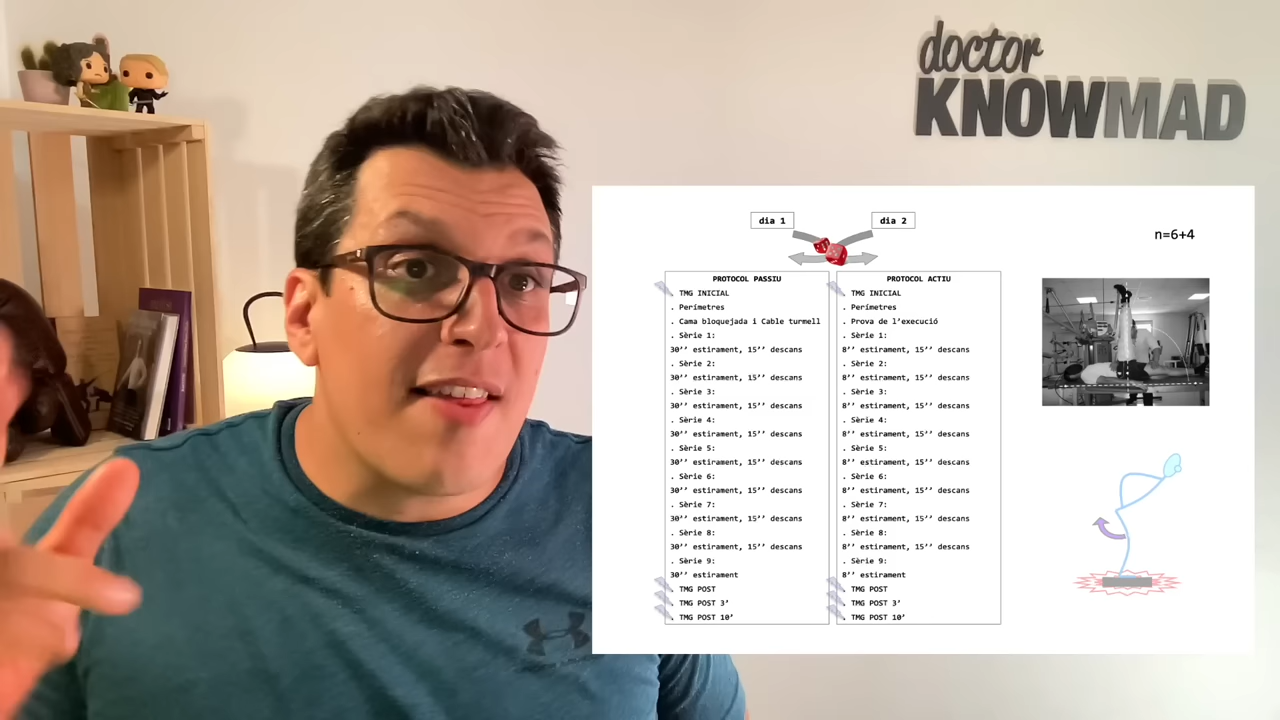 doctor
KNOWMAD
dia 1
dia 2
n=6+4
PROTOCOL PASSIU
. TMG INICIAL
. Perímetres
. Cama bloquejada i Cable turmell
. Sèrie 1:
30’’ estirament, 15’’ descans
. Sèrie 2:
30’’ estirament, 15’’ descans
. Sèrie 3:
30’’ estirament, 15’’ descans
. Sèrie 4:
30’’ estirament, 15’’ descans
. Sèrie 5:
30’’ estirament, 15’’ descans
. Sèrie 6:
30’’ estirament, 15’’ descans
. Sèrie 7:
30’’ estirament, 15’’ descans
. Sèrie 8:
30’’ estirament, 15’’ descans
. Sèrie 9:
30’’ estirament
. TMG POST
. TMG POST 3’
. TMG POST 10’
PROTOCOL ACTIU
. TMG INICIAL
. Perímetres
. Prova de l’execució
. Sèrie 1:
8’’ estirament, 15’’ descans
. Sèrie 2:
8’’ estirament, 15’’ descans
. Sèrie 3:
8’’ estirament, 15’’ descans
. Sèrie 4:
8’’ estirament, 15’’ descans
. Sèrie 5:
8’’ estirament, 15’’ descans
. Sèrie 6:
8’’ estirament, 15’’ descans
. Sèrie 7:
8’’ estirament, 15’’ descans
. Sèrie 8:
8’’ estirament, 15’’ descans
. Sèrie 9:
8’’ estirament
. TMG POST
. TMG POST 3’
. TMG POST 10’